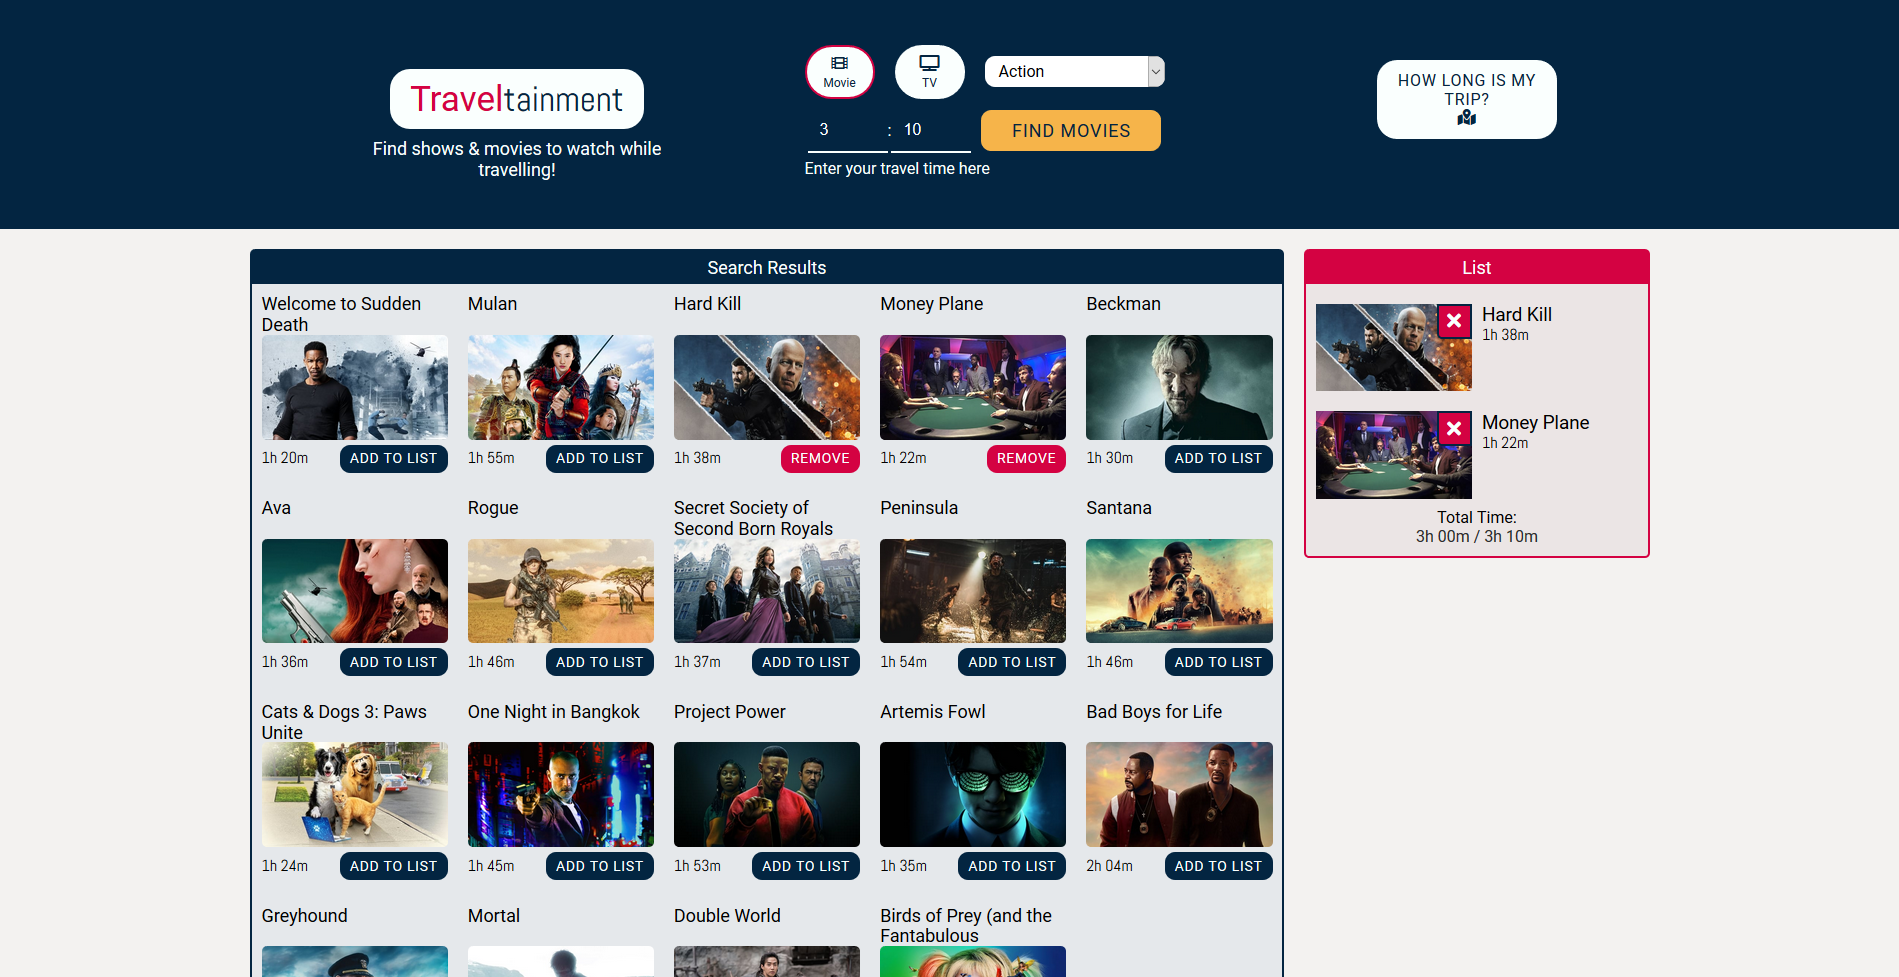 Traveltainment
Find shows & movies to watch while
travelling!
Movie
TV
Action
3 : 10
FIND MOVIES
Enter your travel time here
HOW LONG IS MY
TRIP?
Search Results
Welcome to Sudden
Death
1h 20m
ADD TO LIST
Mulan
1h 55m
ADD TO LIST
Hard Kill
1h 38m
REMOVE
Money Plane
1h 22m
REMOVE
Beckman
1h 30m
ADD TO LIST
Ava
1h 36m
ADD TO LIST
Rogue
1h 46m
ADD TO LIST
Secret Society of
Second Born Royals
1h 37m
ADD TO LIST
Peninsula
1h 54m
ADD TO LIST
Santana
1h 46m
ADD TO LIST
Cats & Dogs 3: Paws
Unite
1h 24m
ADD TO LIST
One Night in Bangkok
1h 45m
ADD TO LIST
Project Power
1h 53m
ADD TO LIST
Artemis Fowl
1h 35m
ADD TO LIST
Bad Boys for Life
2h 04m
ADD TO LIST
Greyhound
Mortal
Double World
Birds of Prey (and the
Fantabulous
List
Hard Kill
1h 38m
Money Plane
1h 22m
Total Time:
3h 00m / 3h 10m